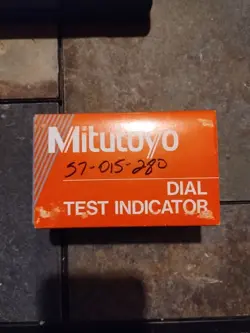 Mitutoyo
57-015-280
DIAL
TEST INDICATOR